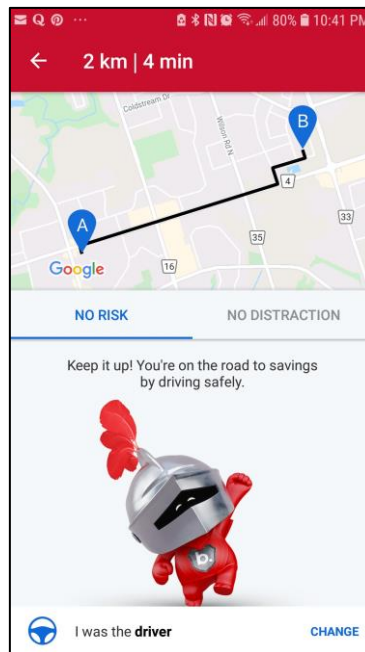 Q ... 80% 10:41 PM
2 km | 4 min
Coldstream Dr
Wilson Rd N
B
4
A
33
35
Google
16
NO RISK NO DISTRACTION
Keep it up! You're on the road to savings
by driving safely.
b.
I was the driver CHANGE